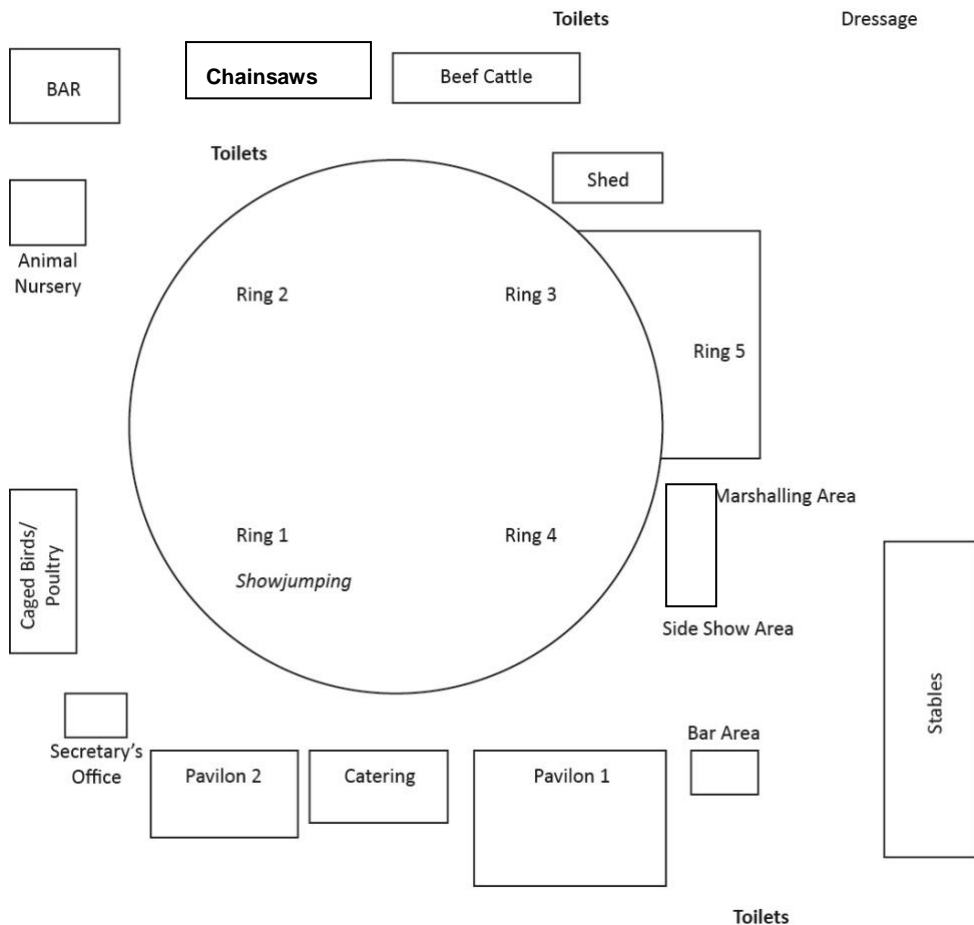 Toilets
Dressage
BAR
Chainsaws
Beef Cattle
Toilets
Shed
Animal
Nursery
Ring 2
Ring 3
Ring 5
Marshalling Area
Caged Birds/
Poultry
Ring 1
Showjumping
Ring 4
Side Show Area
Stables
Secretary's
Office
Bar Area
Pavilon 2
Catering
Pavilon 1
Toilets